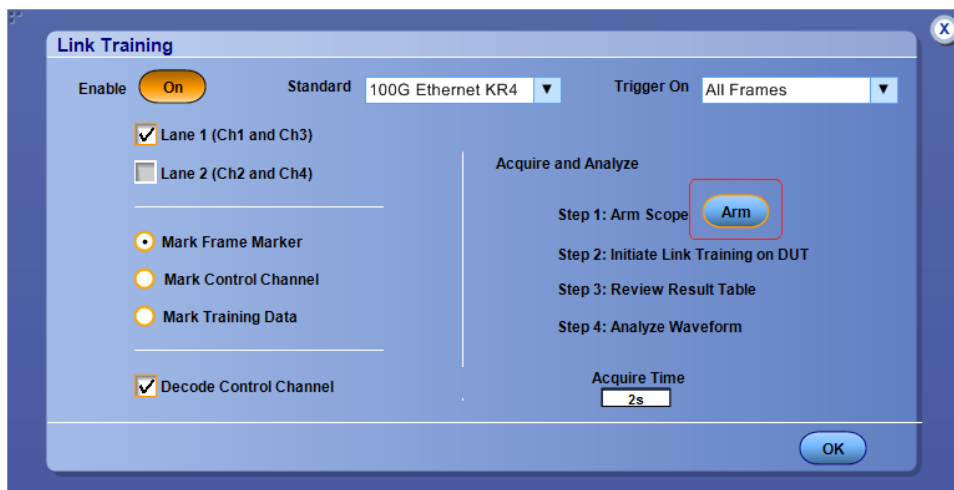 X
Link Training
Enable On Standard 100G Ethernet KR4 Trigger On All Frames
Lane 1 (Ch1 and Ch3)
Lane 2 (Ch2 and Ch4)
Mark Frame Marker
Mark Control Channel
Mark Training Data
Decode Control Channel
Acquire and Analyze
Step 1: Arm Scope Arm
Step 2: Initiate Link Training on DUT
Step 3: Review Result Table
Step 4: Analyze Waveform
Acquire Time
2s
OK